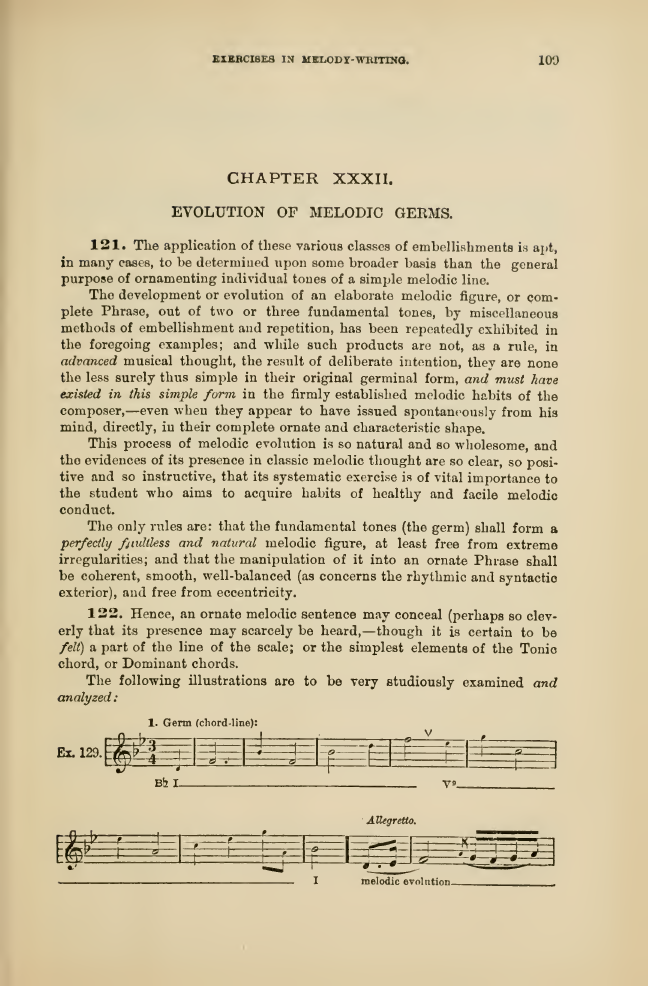 EXERCISES IN MELODY-WRITING. 109
CHAPTER XXXII.
EVOLUTION OF MELODIC GERMS.
121. The application of these various classes of embellishments is apt,
in many cases, to be determined upon some broader basis than the general
purpose of ornamenting individual tones of a simple melodic line.
The development or evolution of an elaborate melodic figure, or com-
plete Phrase, out of two or three fundamental tones, by miscellaneous
methods of embellishment and repetition, has been repeatedly exhibited in
the foregoing examples; and while such products are not, as a rule, in
advanced musical thought, the result of deliberate intention, they are none
the less surely thus simple in their original germinal form, and must have
existed in this simple form in the firmly established melodic habits of the
composer,—even when they appear to have issued spontaneously from his
mind, directly, in their complete ornate and characteristic shape.
This process of melodic evolution is so natural and so wholesome, and
the evidences of its presence in classic melodic thought are so clear, so posi-
tive and so instructive, that its systematic exercise is of vital importance to
the student who aims to acquire habits of healthy and facile melodic
conduct.
The only rules are: that the fundamental tones (the germ) shall form a
perfectly faultless and natural melodic figure, at least free from extreme
irregularities; and that the manipulation of it into an ornate Phrase shall
be coherent, smooth, well-balanced (as concerns the rhythmic and syntactic
exterior), and free from eccentricity.
122. Hence, an ornate melodic sentence may conceal (perhaps so clev-
erly that its presence may scarcely be heard,—though it is certain to be
felt) a part of the line of the scale; or the simplest elements of the Tonic
chord, or Dominant chords.
The following illustrations are to be very studiously examined and
analyzed:
1. Germ (chord-line):
V
Ex. 129. 3
4
B♭ I V⁹
Allegretto.
x
I melodic evolution